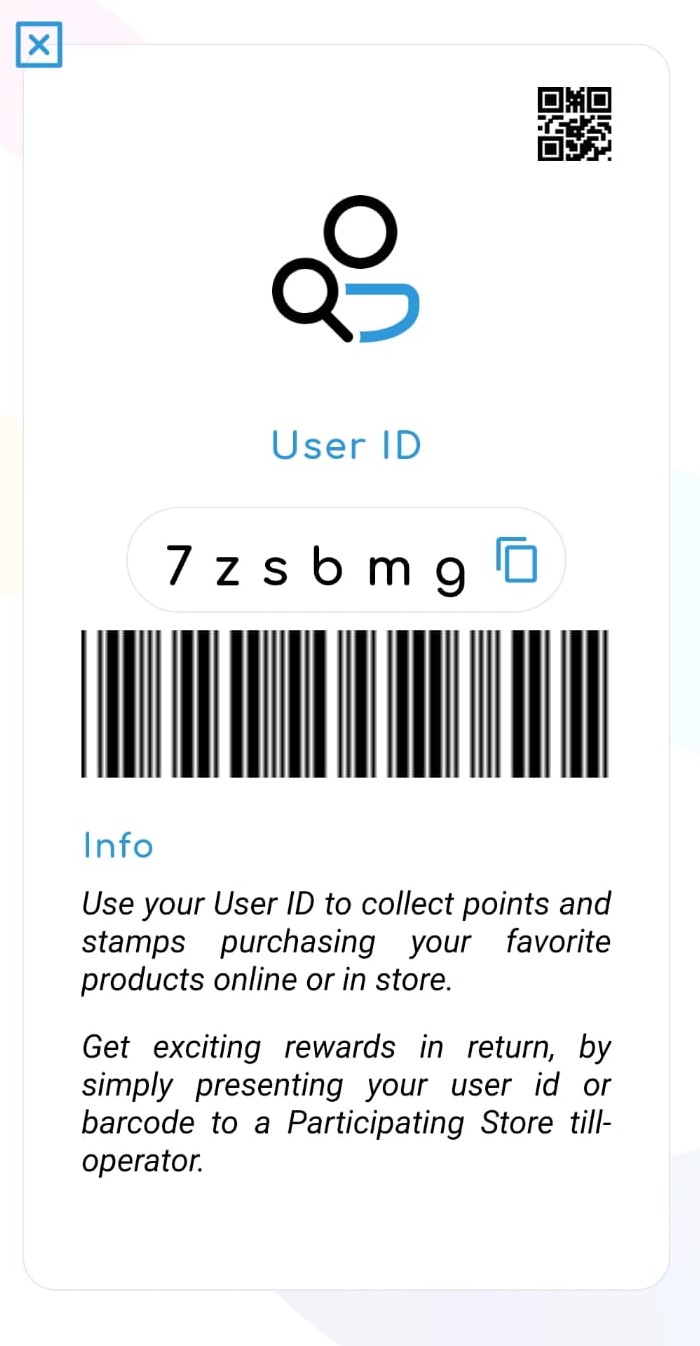 User ID
7 z s b m g
Info
Use your User ID to collect points and
stamps purchasing your favorite
products online or in store.
Get exciting rewards in return, by
simply presenting your user id or
barcode to a Participating Store till-
operator.